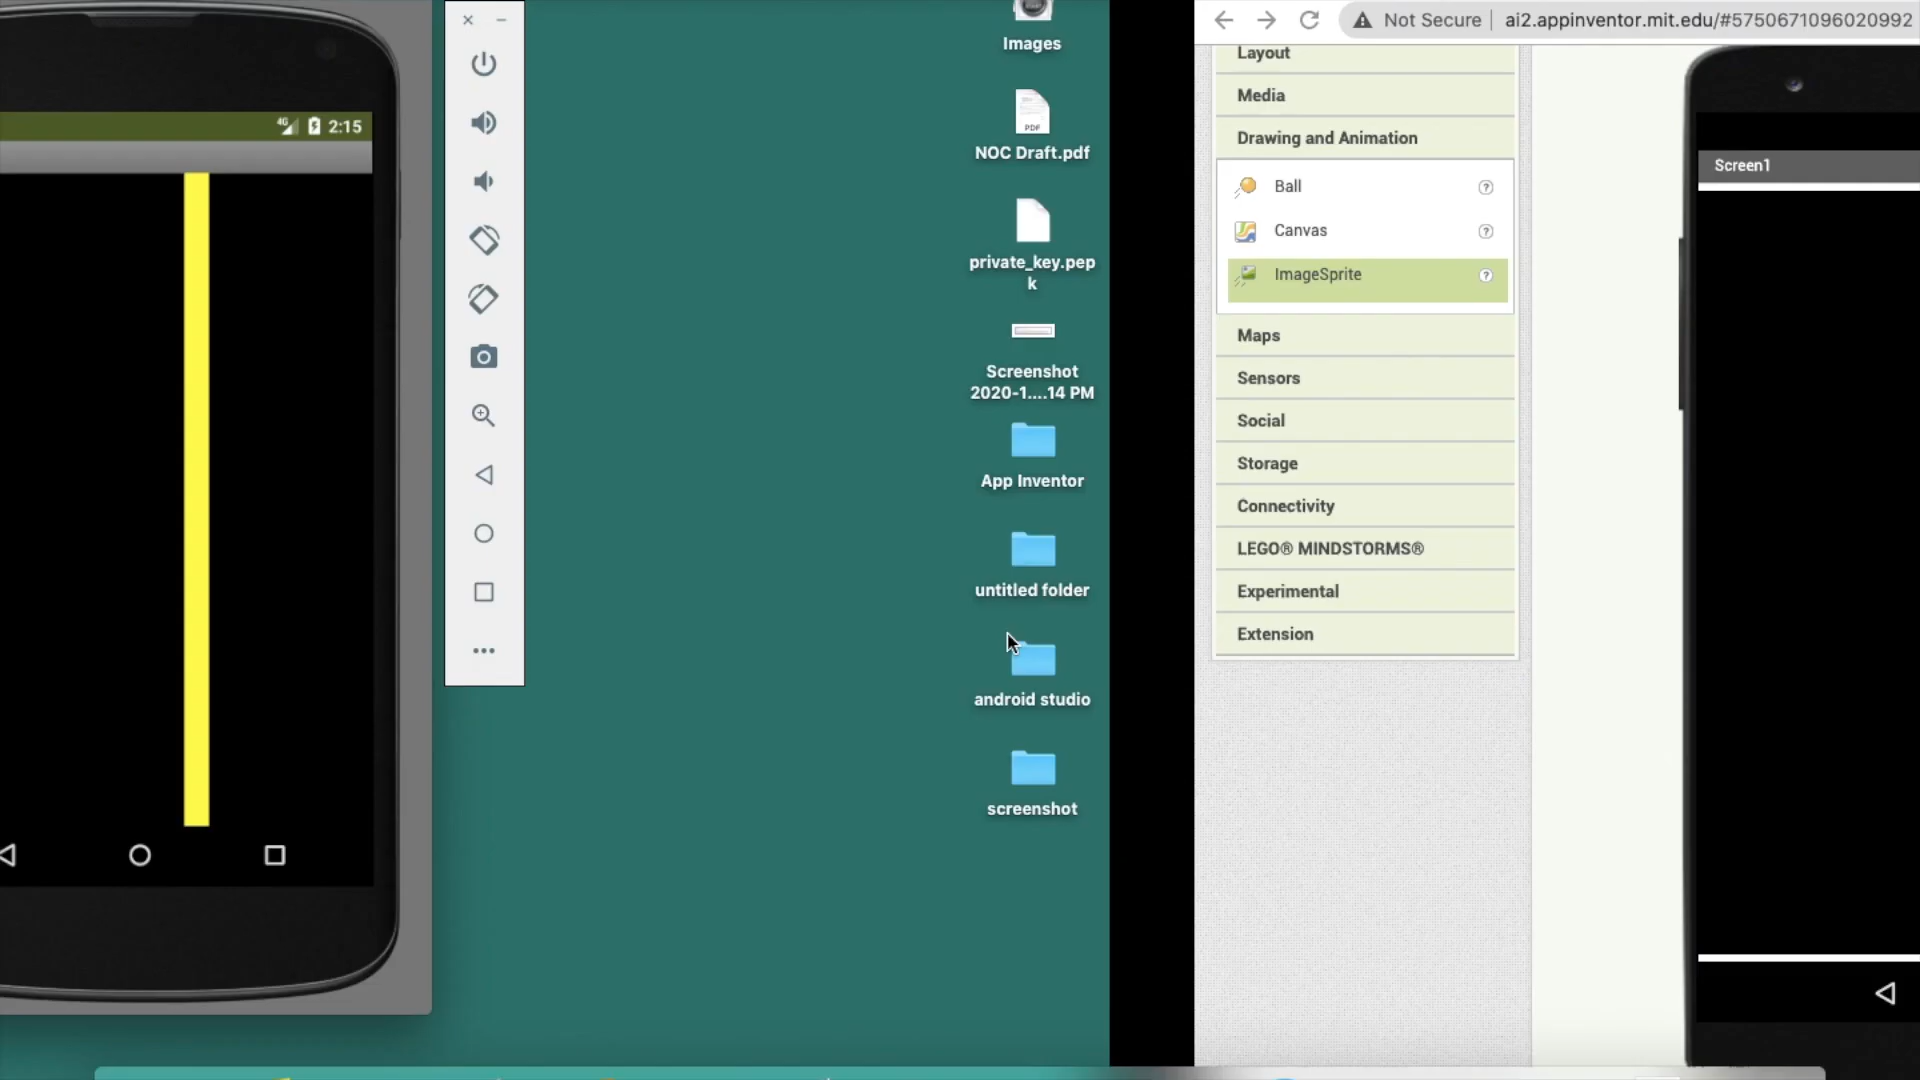 4G 2:15
Images
PDF
NOC Draft.pdf
private_key.pep
k
Screenshot
2020-1....14 PM
App Inventor
untitled folder
android studio
screenshot
Not Secure
ai2.appinventor.mit.edu/#5750671096020992
Layout
Media
Drawing and Animation
Ball ?
Canvas ?
ImageSprite ?
Maps
Sensors
Social
Storage
Connectivity
LEGO® MINDSTORMS®
Experimental
Extension
Screen1